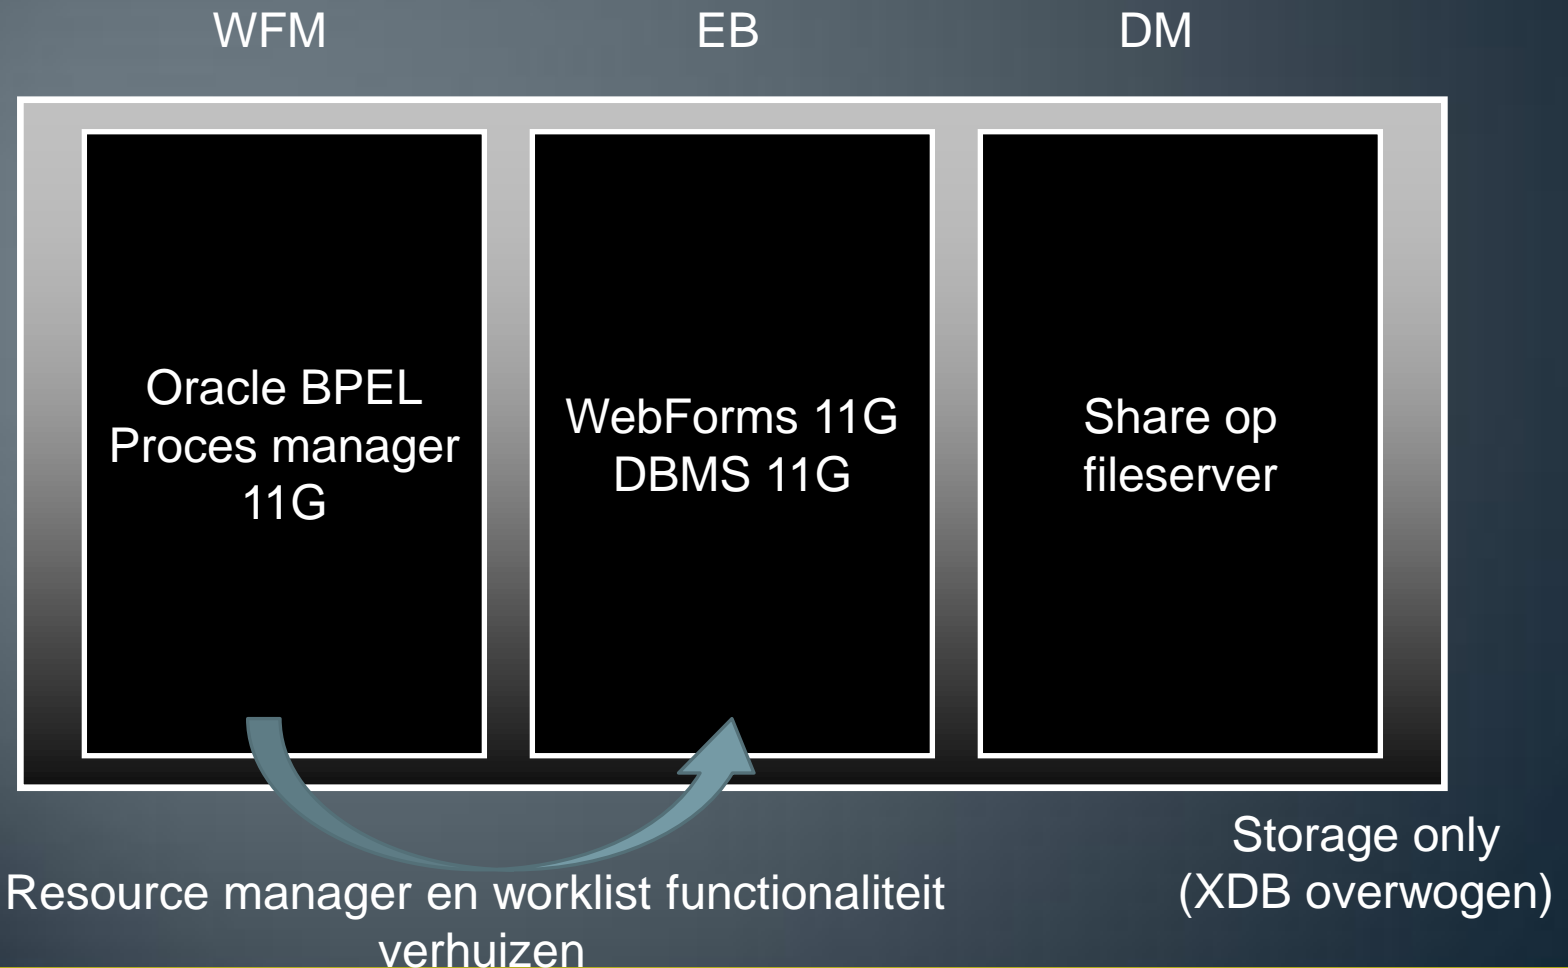 WFM
EB
DM
Oracle BPEL
Proces manager
11G
WebForms 11G
DBMS 11G
Share op
fileserver
Resource manager en worklist functionaliteit
verhuizen
Storage only
(XDB overwogen)